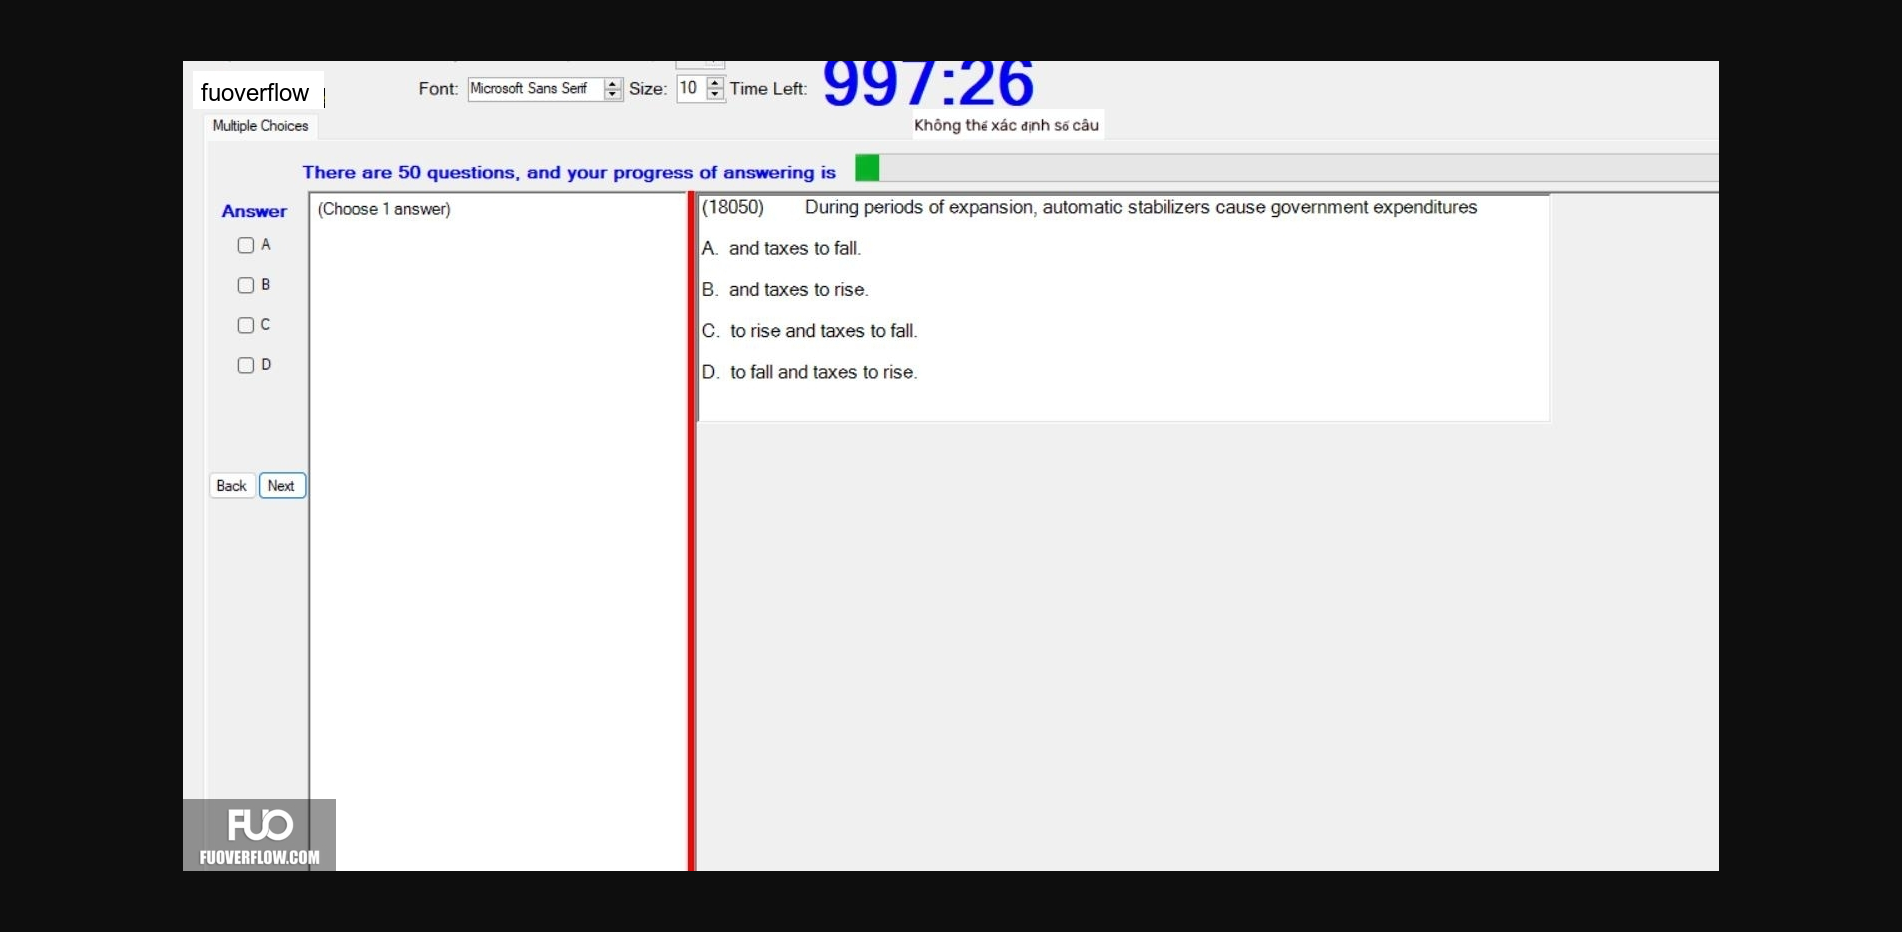 fuoverflow
Font: Microsoft Sans Serif Size: 10 Time Left: 997:26
Multiple Choices
Không thể xác định số câu
There are 50 questions, and your progress of answering is
Answer
(Choose 1 answer)
A
B
C
D
Back Next
(18050) During periods of expansion, automatic stabilizers cause government expenditures
A. and taxes to fall.
B. and taxes to rise.
C. to rise and taxes to fall.
D. to fall and taxes to rise.
FUO
FUOVERFLOW.COM